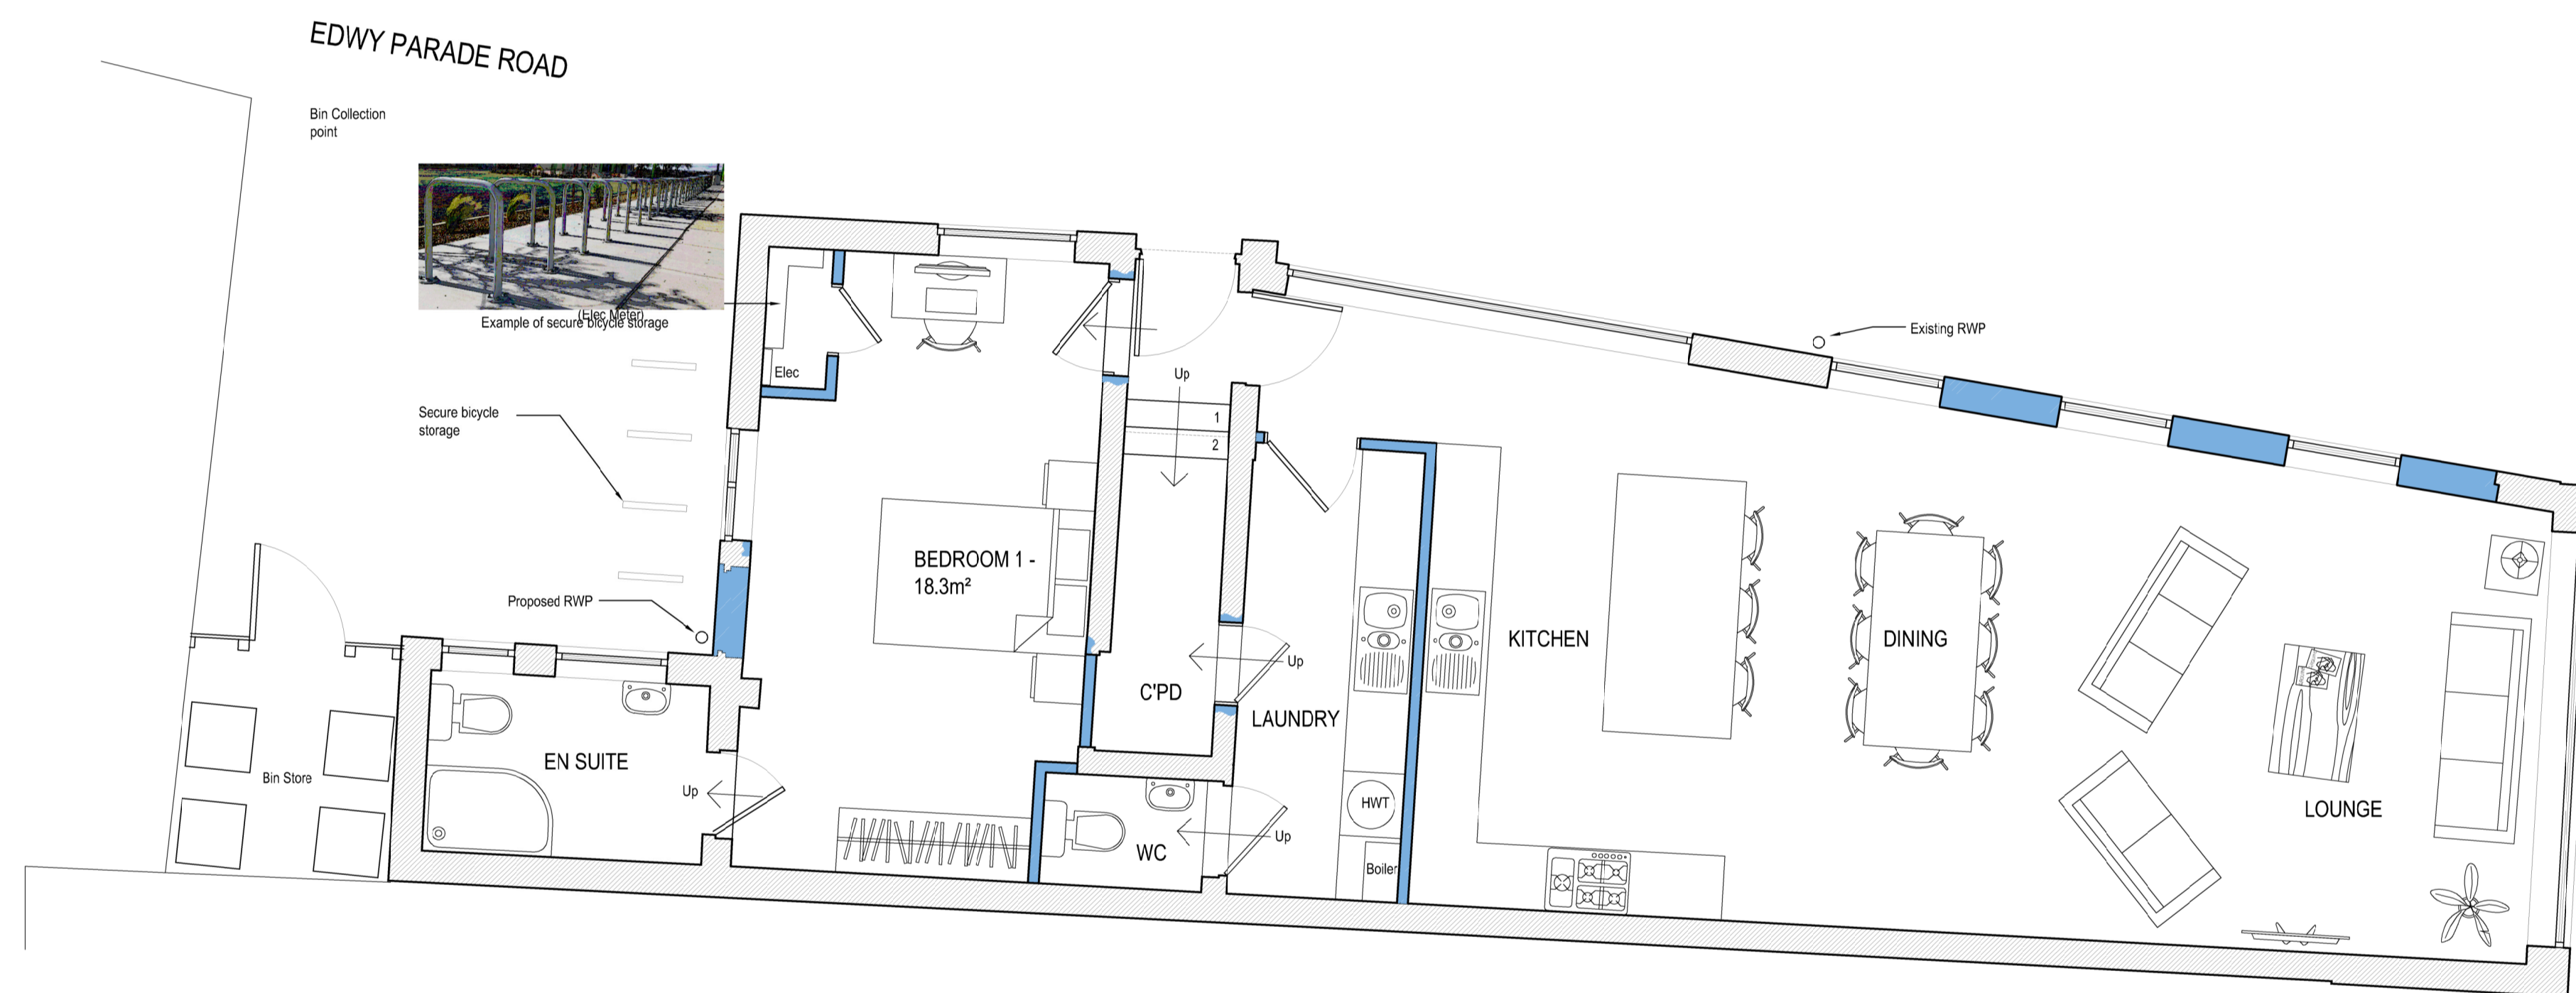 EDWY PARADE ROAD
Bin Collection
point
(Elec Meter)
Example of secure bicycle storage
Existing RWP
Elec
Up
1
2
Secure bicycle
storage
BEDROOM 1 -
18.3m²
Proposed RWP
KITCHEN
DINING
Up
C'PD
LAUNDRY
EN SUITE
Bin Store
Up
HWT
LOUNGE
Up
WC
Boiler